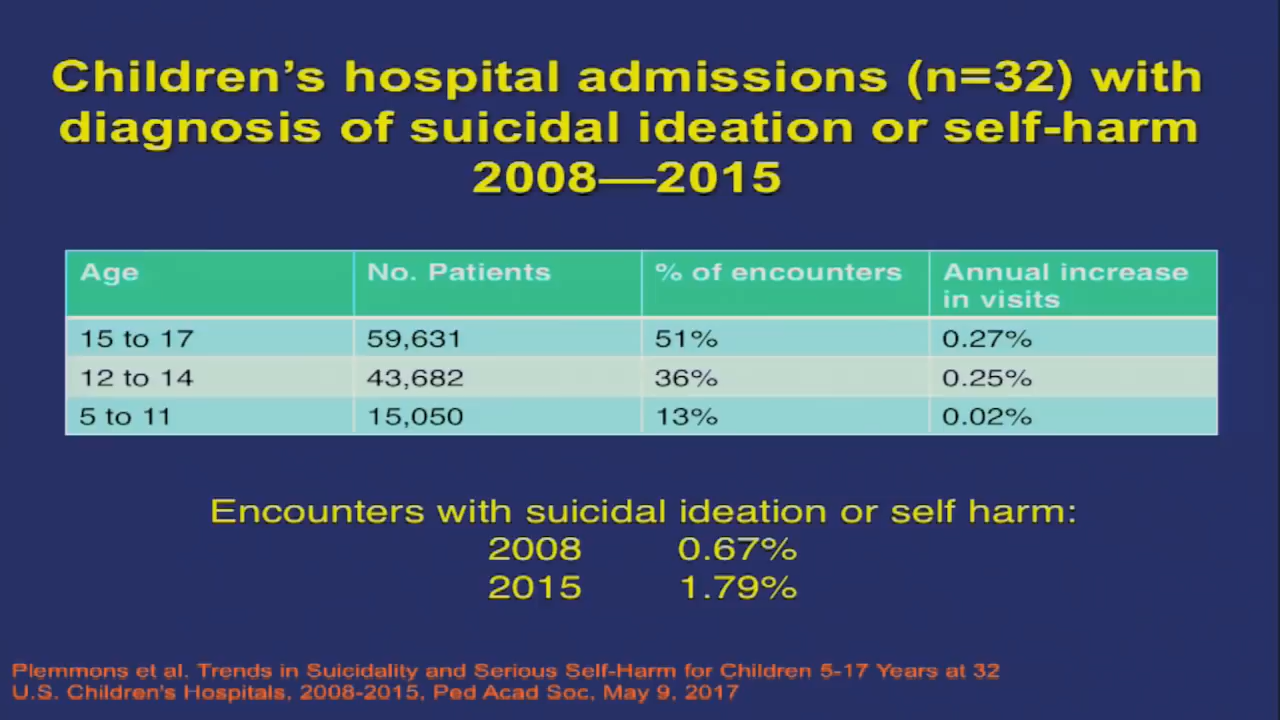 Children's hospital admissions (n=32) with
diagnosis of suicidal ideation or self-harm
2008—2015
Age No. Patients % of encounters Annual increase
in visits
15 to 17 59,631 51% 0.27%
12 to 14 43,682 36% 0.25%
5 to 11 15,050 13% 0.02%
Encounters with suicidal ideation or self harm:
2008 0.67%
2015 1.79%
Plemmons et al. Trends in Suicidality and Serious Self-Harm for Children 5-17 Years at 32
U.S. Children's Hospitals, 2008-2015, Ped Acad Soc, May 9, 2017